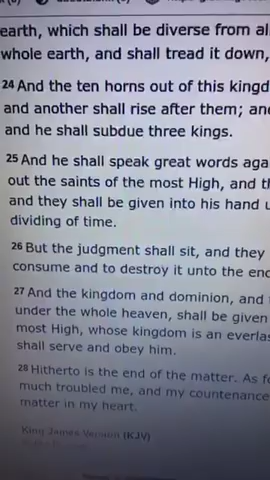 earth, which shall be diverse from al
whole earth, and shall tread it down,
24 And the ten horns out of this kingd
and another shall rise after them; an
and he shall subdue three kings.
25 And he shall speak great words aga
out the saints of the most High, and t
and they shall be given into his hand u
dividing of time.
26 But the judgment shall sit, and they
consume and to destroy it unto the end
27 And the kingdom and dominion, and
under the whole heaven, shall be given
most High, whose kingdom is an everlas
shall serve and obey him.
28 Hitherto is the end of the matter. As f
much troubled me, and my countenance
matter in my heart.
King James Version (KJV)